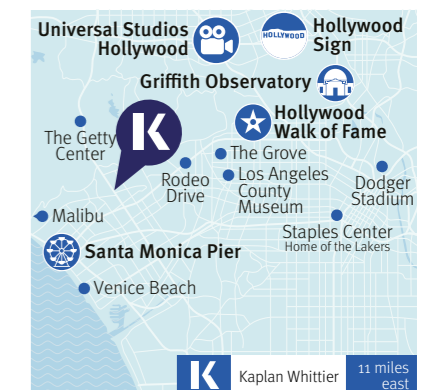 Universal Studios
Hollywood
Hollywood
Sign
HOLLYWOOD
Griffith Observatory
Hollywood
Walk of Fame
The Getty
Center
K
The Grove
Rodeo
Drive
Los Angeles
County
Museum
Dodger
Stadium
Malibu
Staples Center
Home of the Lakers
Santa Monica Pier
Venice Beach
K
Kaplan Whittier
11 miles
east